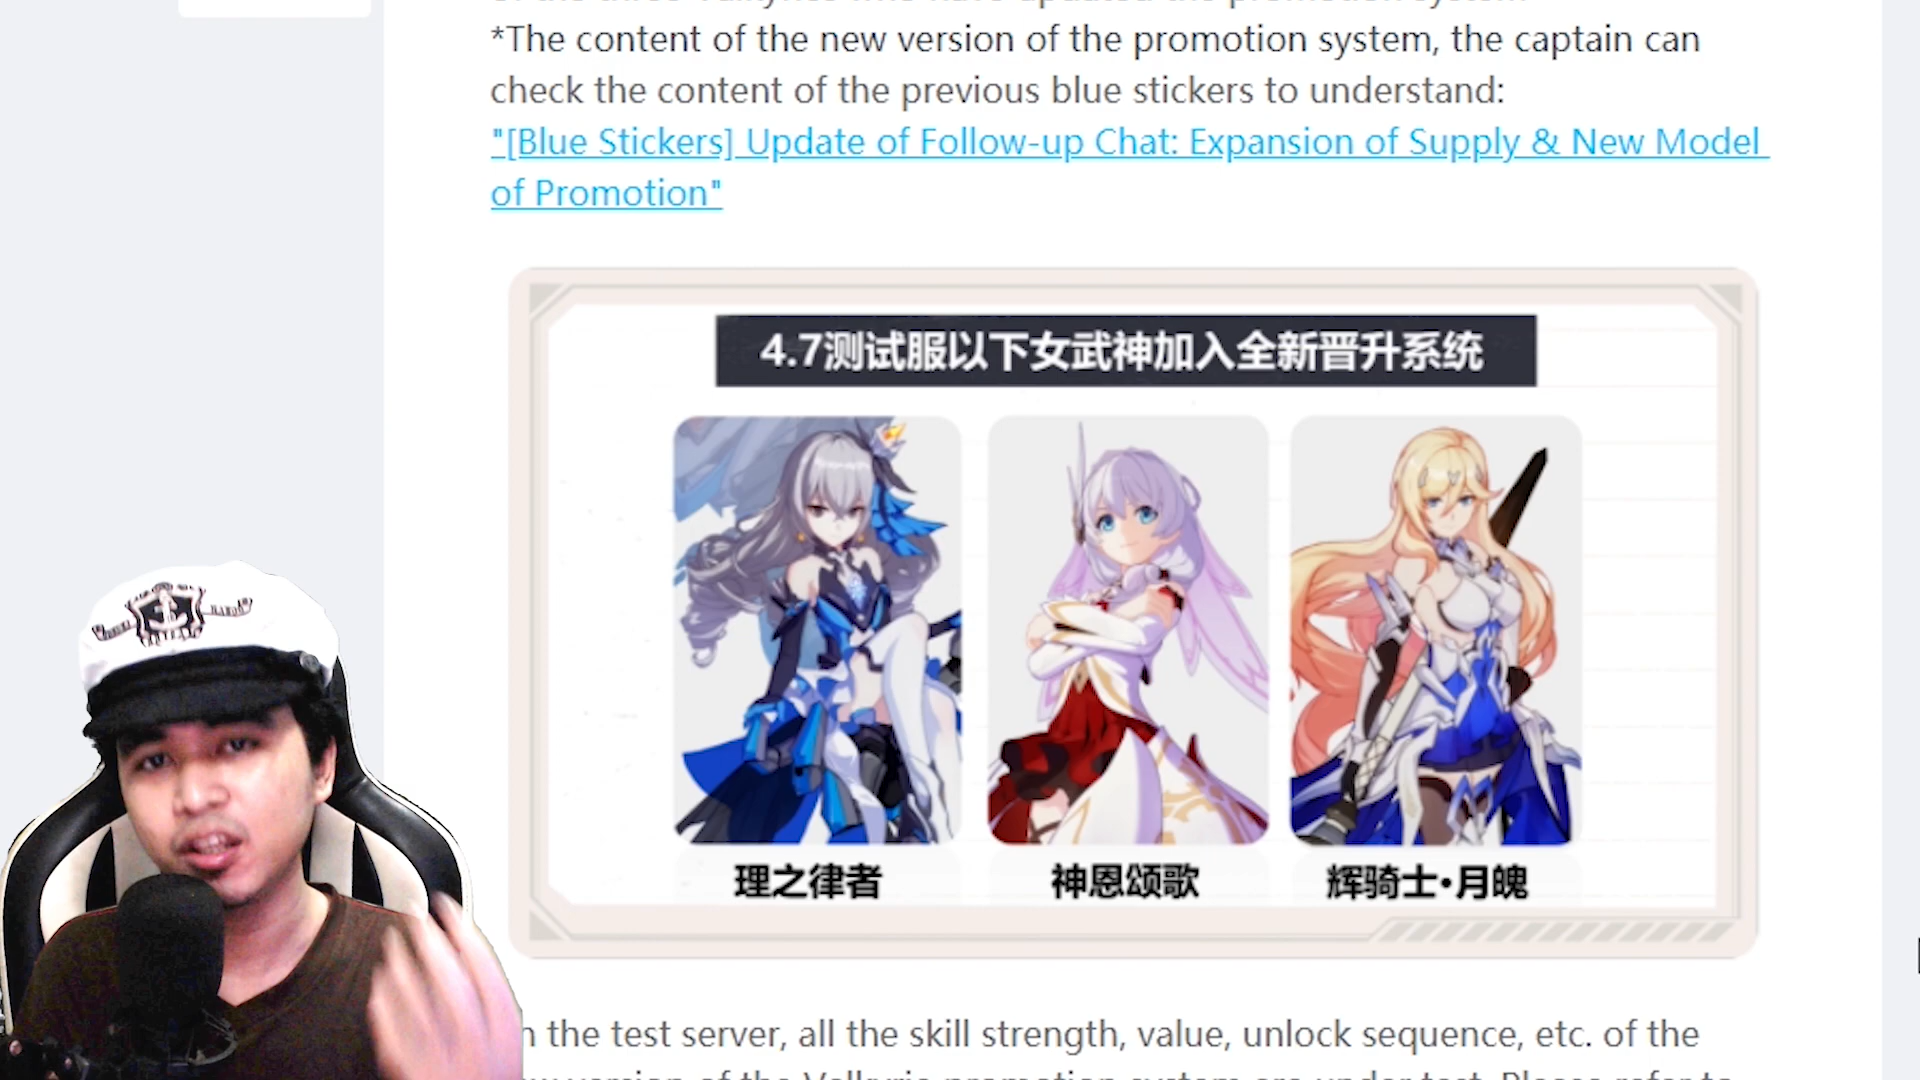 *The content of the new version of the promotion system, the captain can
check the content of the previous blue stickers to understand:
"[Blue Stickers] Update of Follow-up Chat: Expansion of Supply & New Model
of Promotion"
4.7测试服以下女武神加入全新晋升系统
理之律者
神恩颂歌
辉骑士·月魄
the test server, all the skill strength, value, unlock sequence, etc. of the